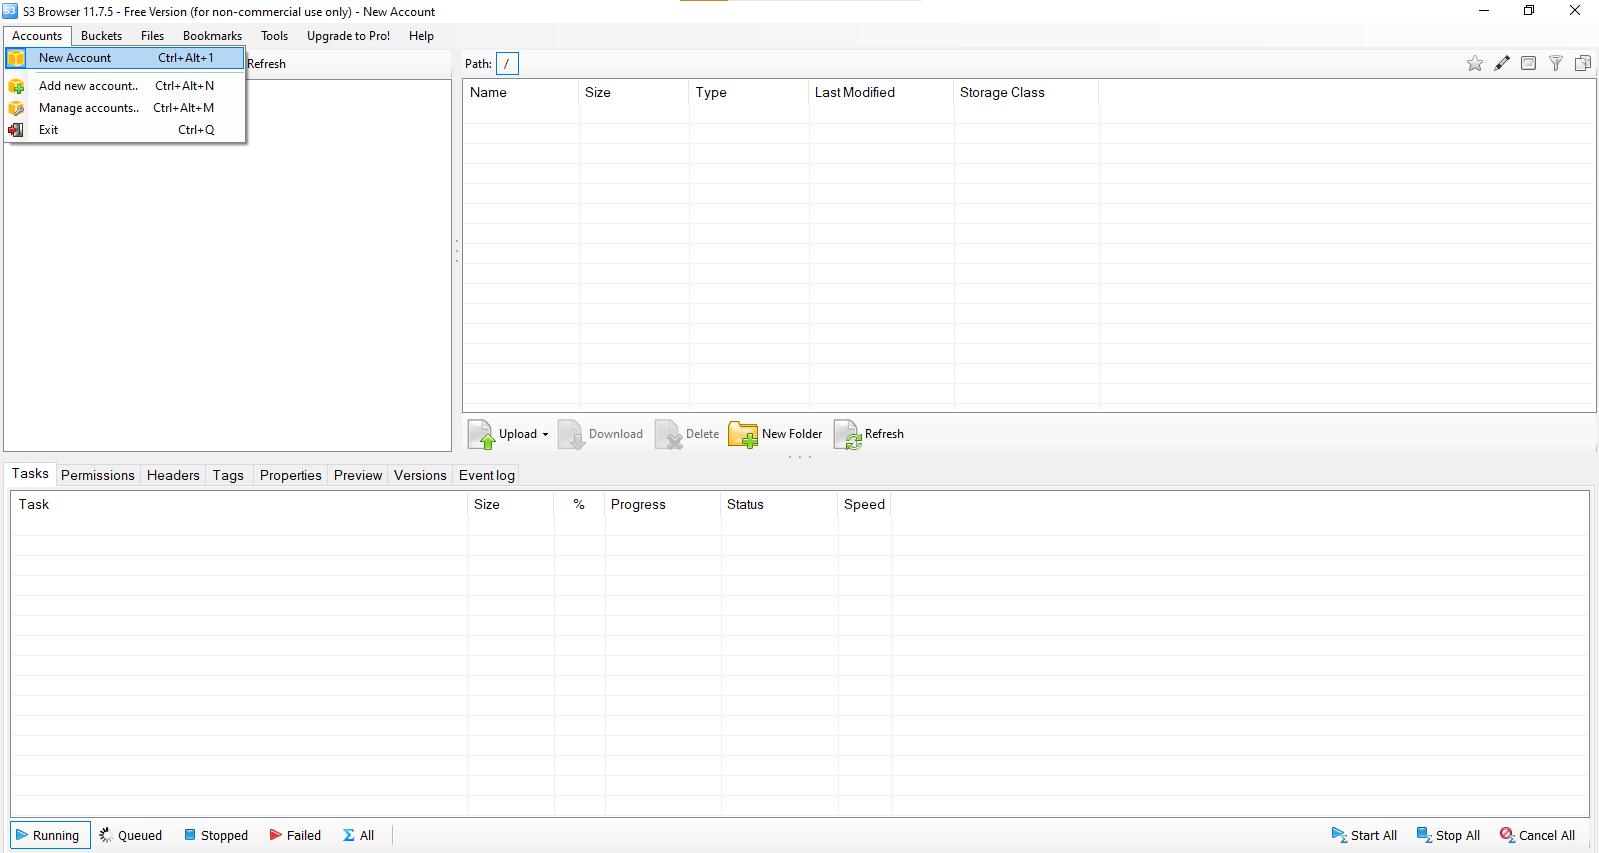 S3 Browser 11.7.5 - Free Version (for non-commercial use only) - New Account
Accounts Buckets Files Bookmarks Tools Upgrade to Pro! Help
New Account Ctrl+Alt+1
Refresh
Add new account.. Ctrl+Alt+N
Manage accounts.. Ctrl+Alt+M
Exit Ctrl+Q
Path: /
Name Size Type Last Modified Storage Class
Upload Download Delete New Folder Refresh
Tasks Permissions Headers Tags Properties Preview Versions Event log
Task Size % Progress Status Speed
Running Queued Stopped Failed Σ All Start All Stop All Cancel All